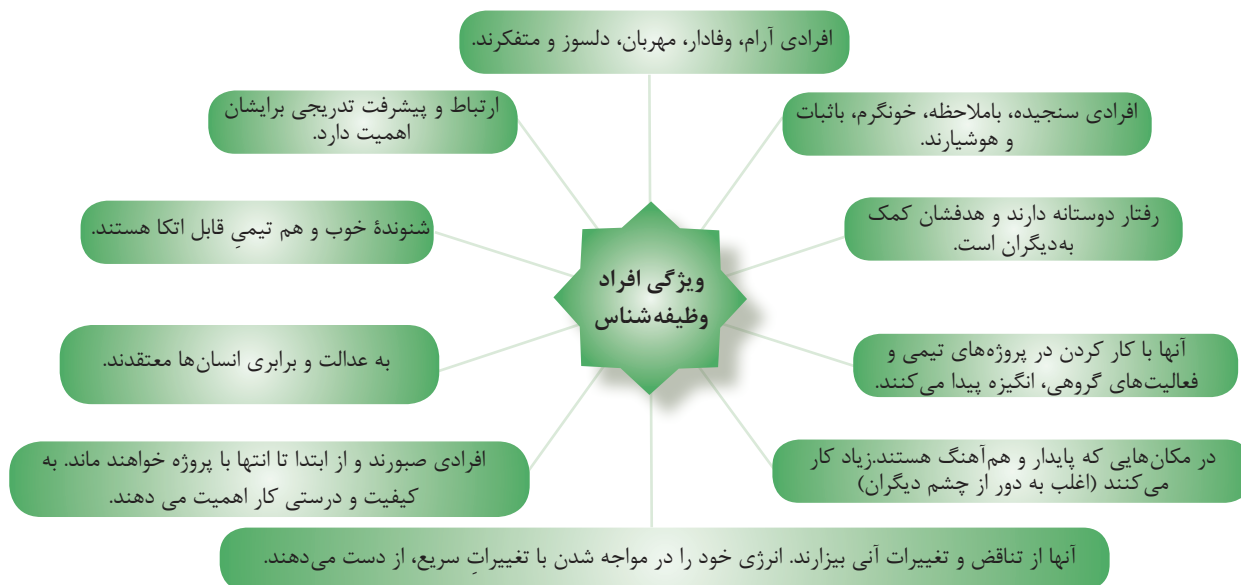 افرادی آرام، وفادار، مهربان، دلسوز و متفکرند.
افرادی سنجیده، باملاحظه، خونگرم، باثبات
و هوشیارند.
رفتار دوستانه دارند و هدفشان کمک
به‌دیگران است.
آنها با کار کردن در پروژه‌های تیمی و
فعالیت‌های گروهی، انگیزه پیدا می‌کنند.
در مکان‌هایی که پایدار و هم‌آهنگ هستند.زیاد کار
می‌کنند (اغلب به دور از چشم دیگران)
آنها از تناقض و تغییرات آنی بیزارند. انرژی خود را در مواجه شدن با تغییراتِ سریع، از دست می‌دهند.
افرادی صبورند و از ابتدا تا انتها با پروژه خواهند ماند. به
کیفیت و درستی کار اهمیت می دهند.
به عدالت و برابری انسان‌ها معتقدند.
شنوندهٔ خوب و هم تیمیِ قابل اتکا هستند.
ارتباط و پیشرفت تدریجی برایشان
اهمیت دارد.
ویژگی افراد
وظیفه‌شناس